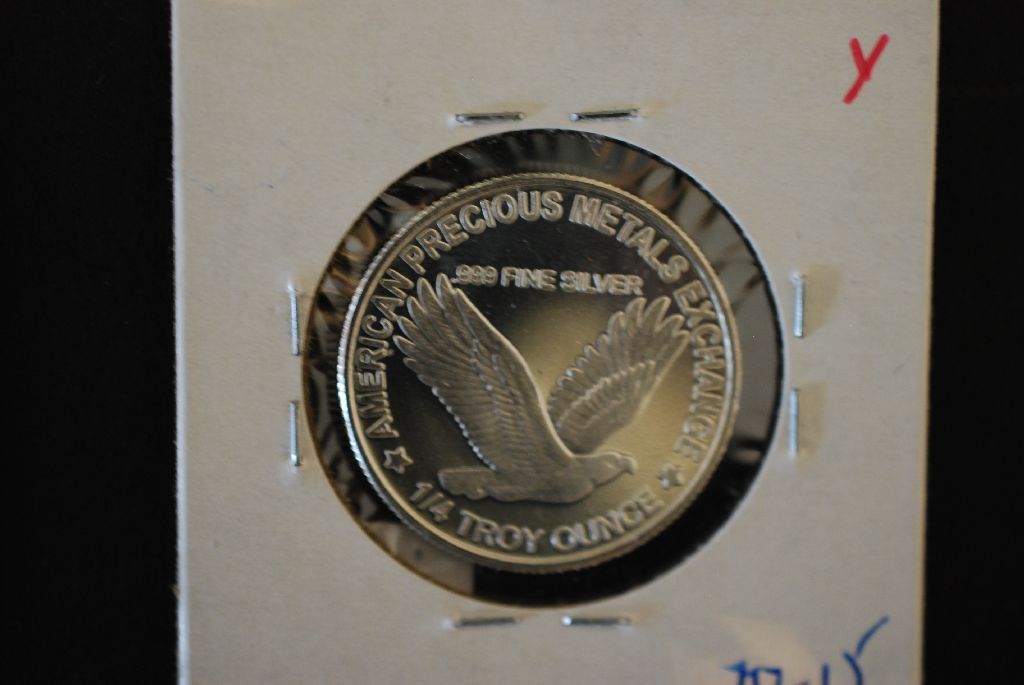 Y
AMERICAN PRECIOUS METALS EXCHANGE
.999 FINE SILVER
1/4 TROY OUNCE